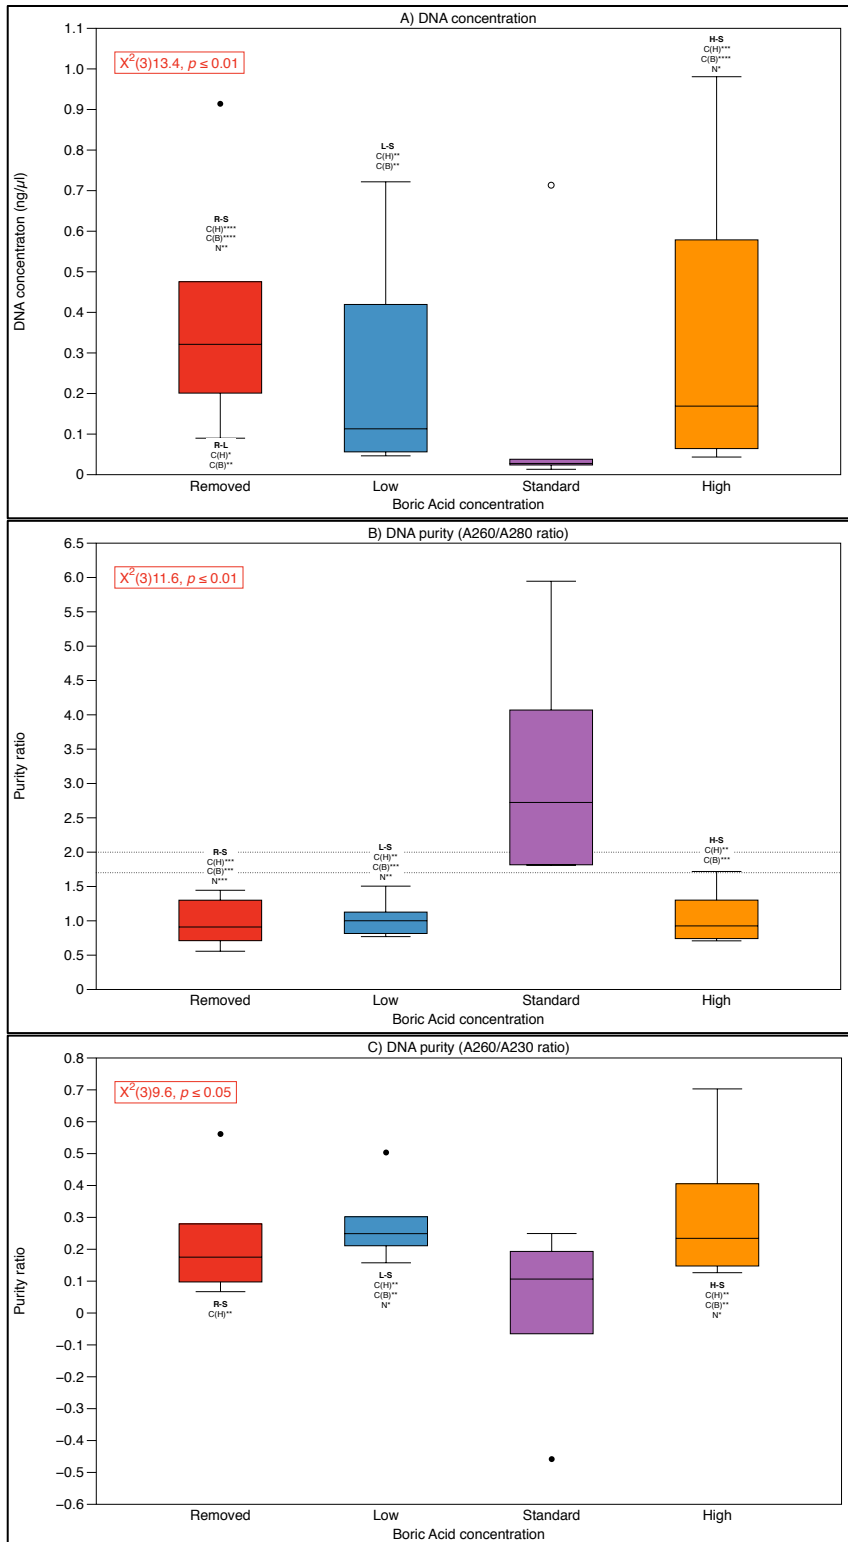 A) DNA concentration
X²(3)13.4, p ≤ 0.01
DNA concentraton (ng/µl)
1.1
1.0
0.9
0.8
0.7
0.6
0.5
0.4
0.3
0.2
0.1
0
R-S
C(H)****
C(B)****
N**
R-L
C(H)*
C(B)**
L-S
C(H)**
C(B)**
H-S
C(H)***
C(B)****
N*
Removed Low Standard High
Boric Acid concentration
B) DNA purity (A260/A280 ratio)
X²(3)11.6, p ≤ 0.01
Purity ratio
6.5
6.0
5.5
5.0
4.5
4.0
3.5
3.0
2.5
2.0
1.5
1.0
0.5
0
R-S
C(H)***
C(B)***
N***
L-S
C(H)**
C(B)***
N**
H-S
C(H)**
C(B)***
Removed Low Standard High
Boric Acid concentration
C) DNA purity (A260/A230 ratio)
X²(3)9.6, p ≤ 0.05
Purity ratio
0.8
0.7
0.6
0.5
0.4
0.3
0.2
0.1
0
−0.1
−0.2
−0.3
−0.4
−0.5
−0.6
R-S
C(H)**
L-S
C(H)**
C(B)**
N*
H-S
C(H)**
C(B)**
N*
Removed Low Standard High
Boric Acid concentration